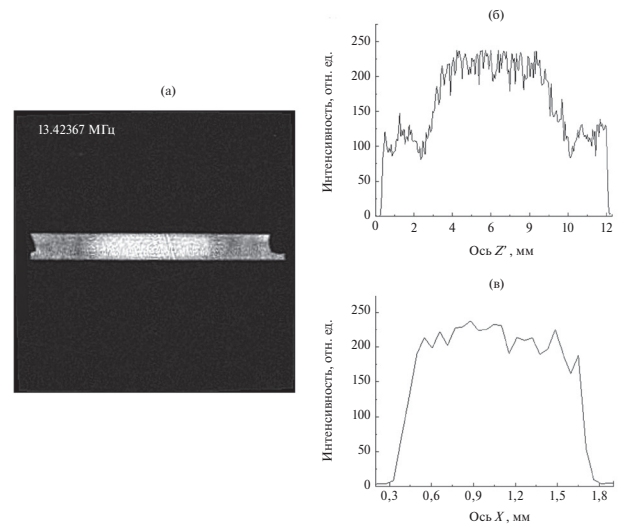 (а)
13.42367 МГц
(б)
Интенсивность, отн. ед.
250
200
150
100
50
0
0 2 4 6 8 10 12
Ось Z', мм
(в)
Интенсивность, отн. ед.
250
200
150
100
50
0
0,3 0,6 0,9 1,2 1,5 1,8
Ось X, мм